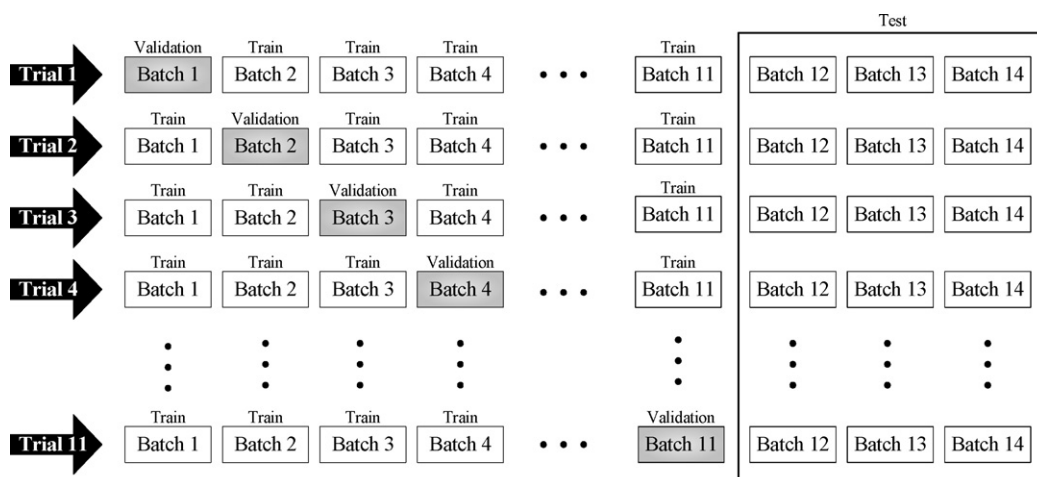 Test
Validation Train Train Train Train
Trial 1 Batch 1 Batch 2 Batch 3 Batch 4 • • • Batch 11 Batch 12 Batch 13 Batch 14
Train Validation Train Train Train
Trial 2 Batch 1 Batch 2 Batch 3 Batch 4 • • • Batch 11 Batch 12 Batch 13 Batch 14
Train Train Validation Train Train
Trial 3 Batch 1 Batch 2 Batch 3 Batch 4 • • • Batch 11 Batch 12 Batch 13 Batch 14
Train Train Train Validation Train
Trial 4 Batch 1 Batch 2 Batch 3 Batch 4 • • • Batch 11 Batch 12 Batch 13 Batch 14
Train Train Train Train Validation
Trial 11 Batch 1 Batch 2 Batch 3 Batch 4 • • • Batch 11 Batch 12 Batch 13 Batch 14